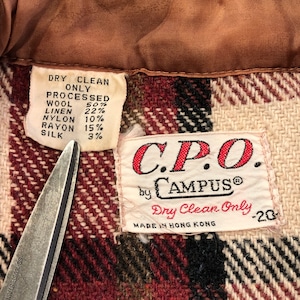 DRY CLEAN
ONLY
PROCESSED
WOOL 50%
LINEN 22%
NYLON 10%
RAYON 15%
SILK 3%
C.P.O.
by CAMPUS®
Dry Clean Only
MADE IN HONG KONG
-20-